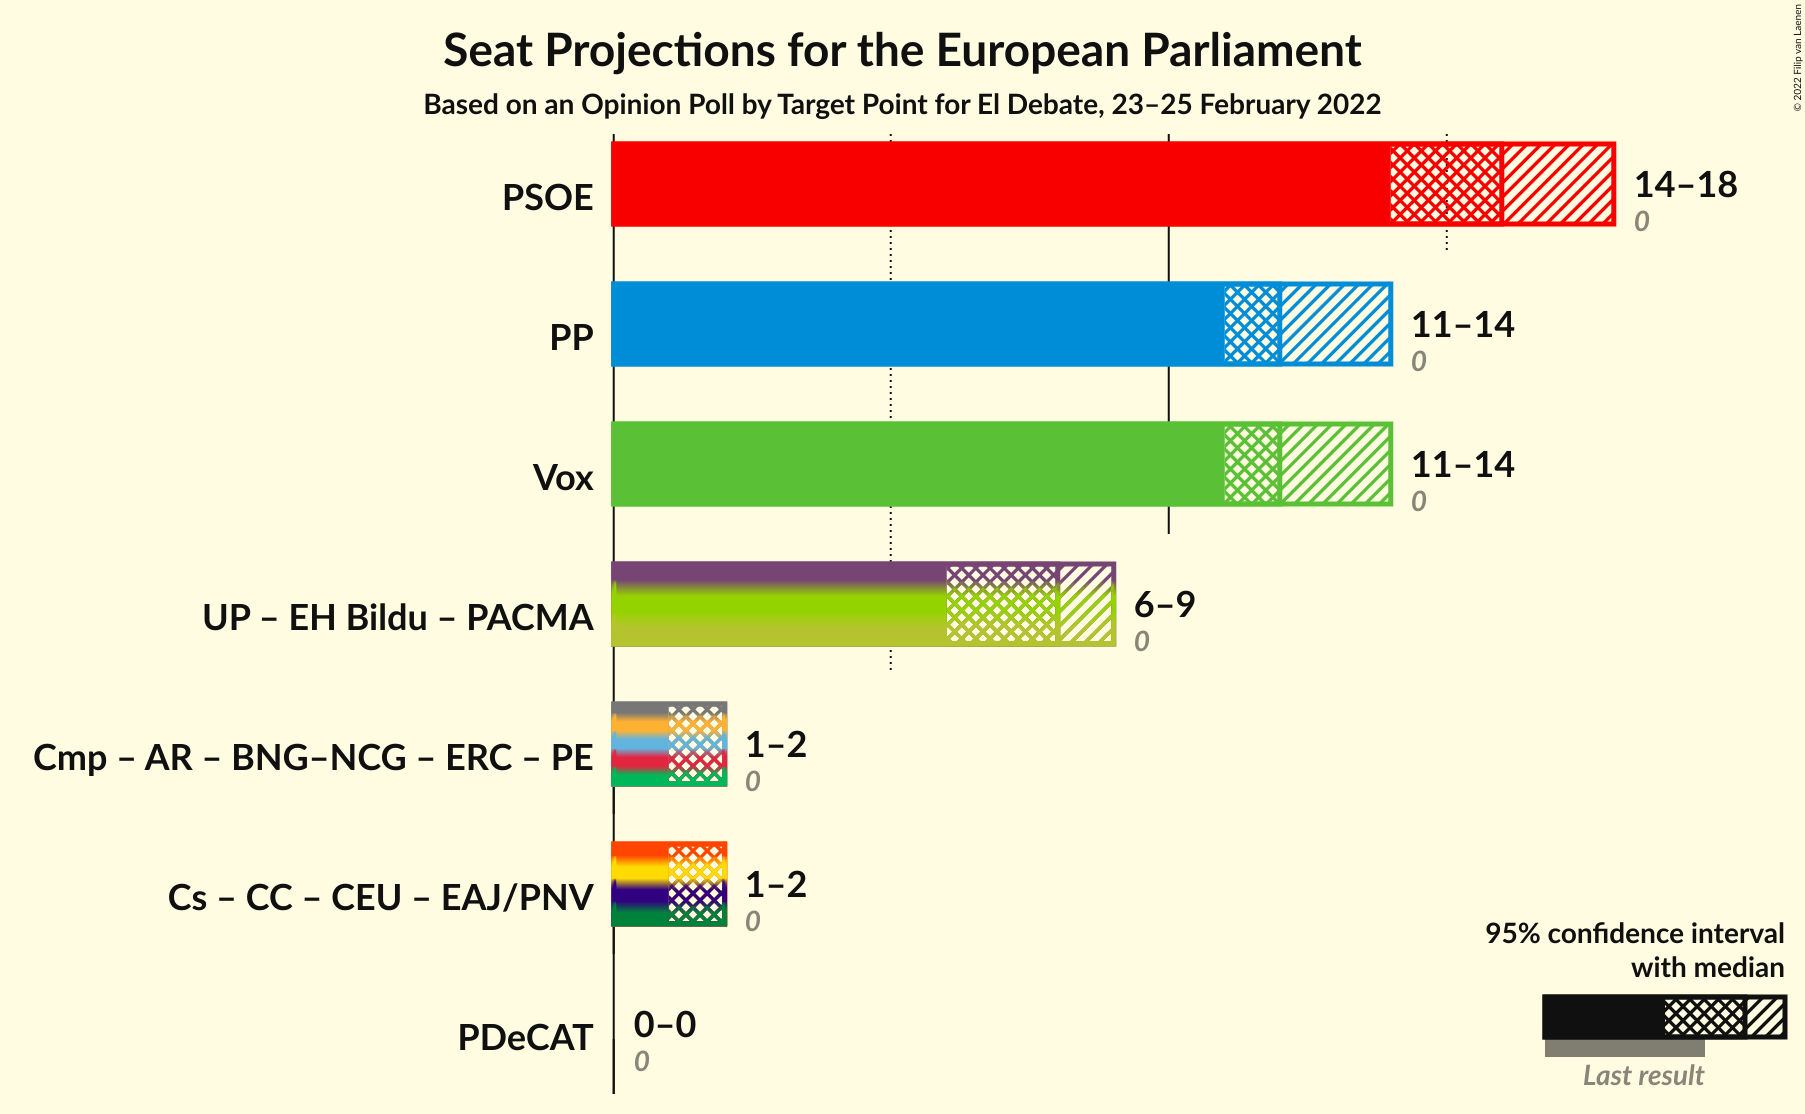 Seat Projections for the European Parliament
Based on an Opinion Poll by Target Point for El Debate, 23–25 February 2022
© 2022 Filip van Laenen
PSOE
14–18
0
PP
11–14
0
Vox
11–14
0
UP – EH Bildu – PACMA
6–9
0
Cmp – AR – BNG–NCG – ERC – PE
1–2
0
Cs – CC – CEU – EAJ/PNV
1–2
0
PDeCAT
0–0
0
95% confidence interval
with median
Last result